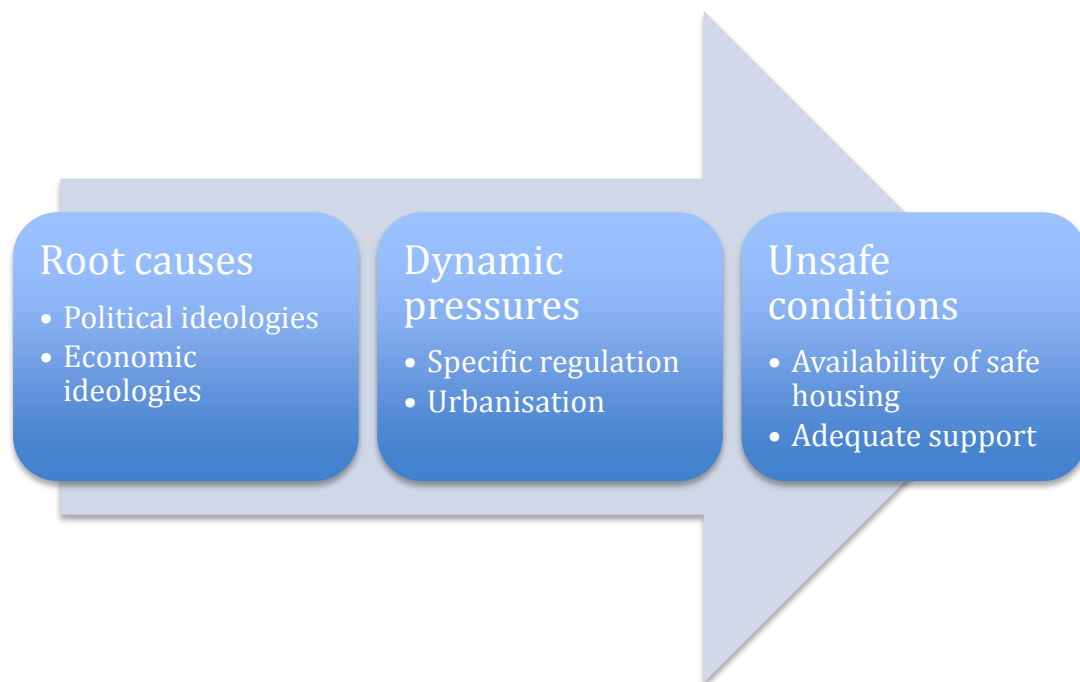 Root causes
• Political ideologies
• Economic
ideologies
Dynamic
pressures
• Specific regulation
• Urbanisation
Unsafe
conditions
• Availability of safe
housing
• Adequate support